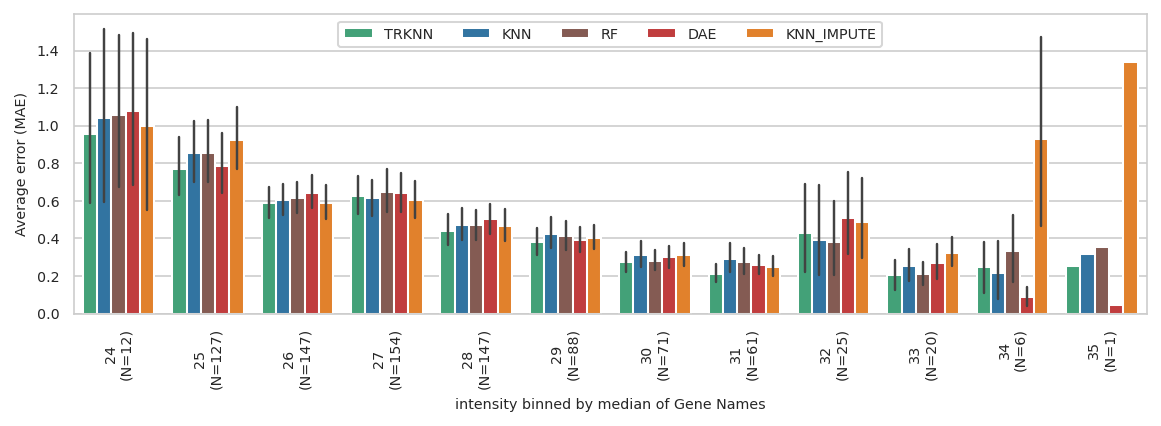 TRKNN KNN RF DAE KNN_IMPUTE
Average error (MAE)
1.4
1.2
1.0
0.8
0.6
0.4
0.2
0.0
24
(N=12)
25
(N=127)
26
(N=147)
27
(N=154)
28
(N=147)
29
(N=88)
30
(N=71)
31
(N=61)
32
(N=25)
33
(N=20)
34
(N=6)
35
(N=1)
intensity binned by median of Gene Names